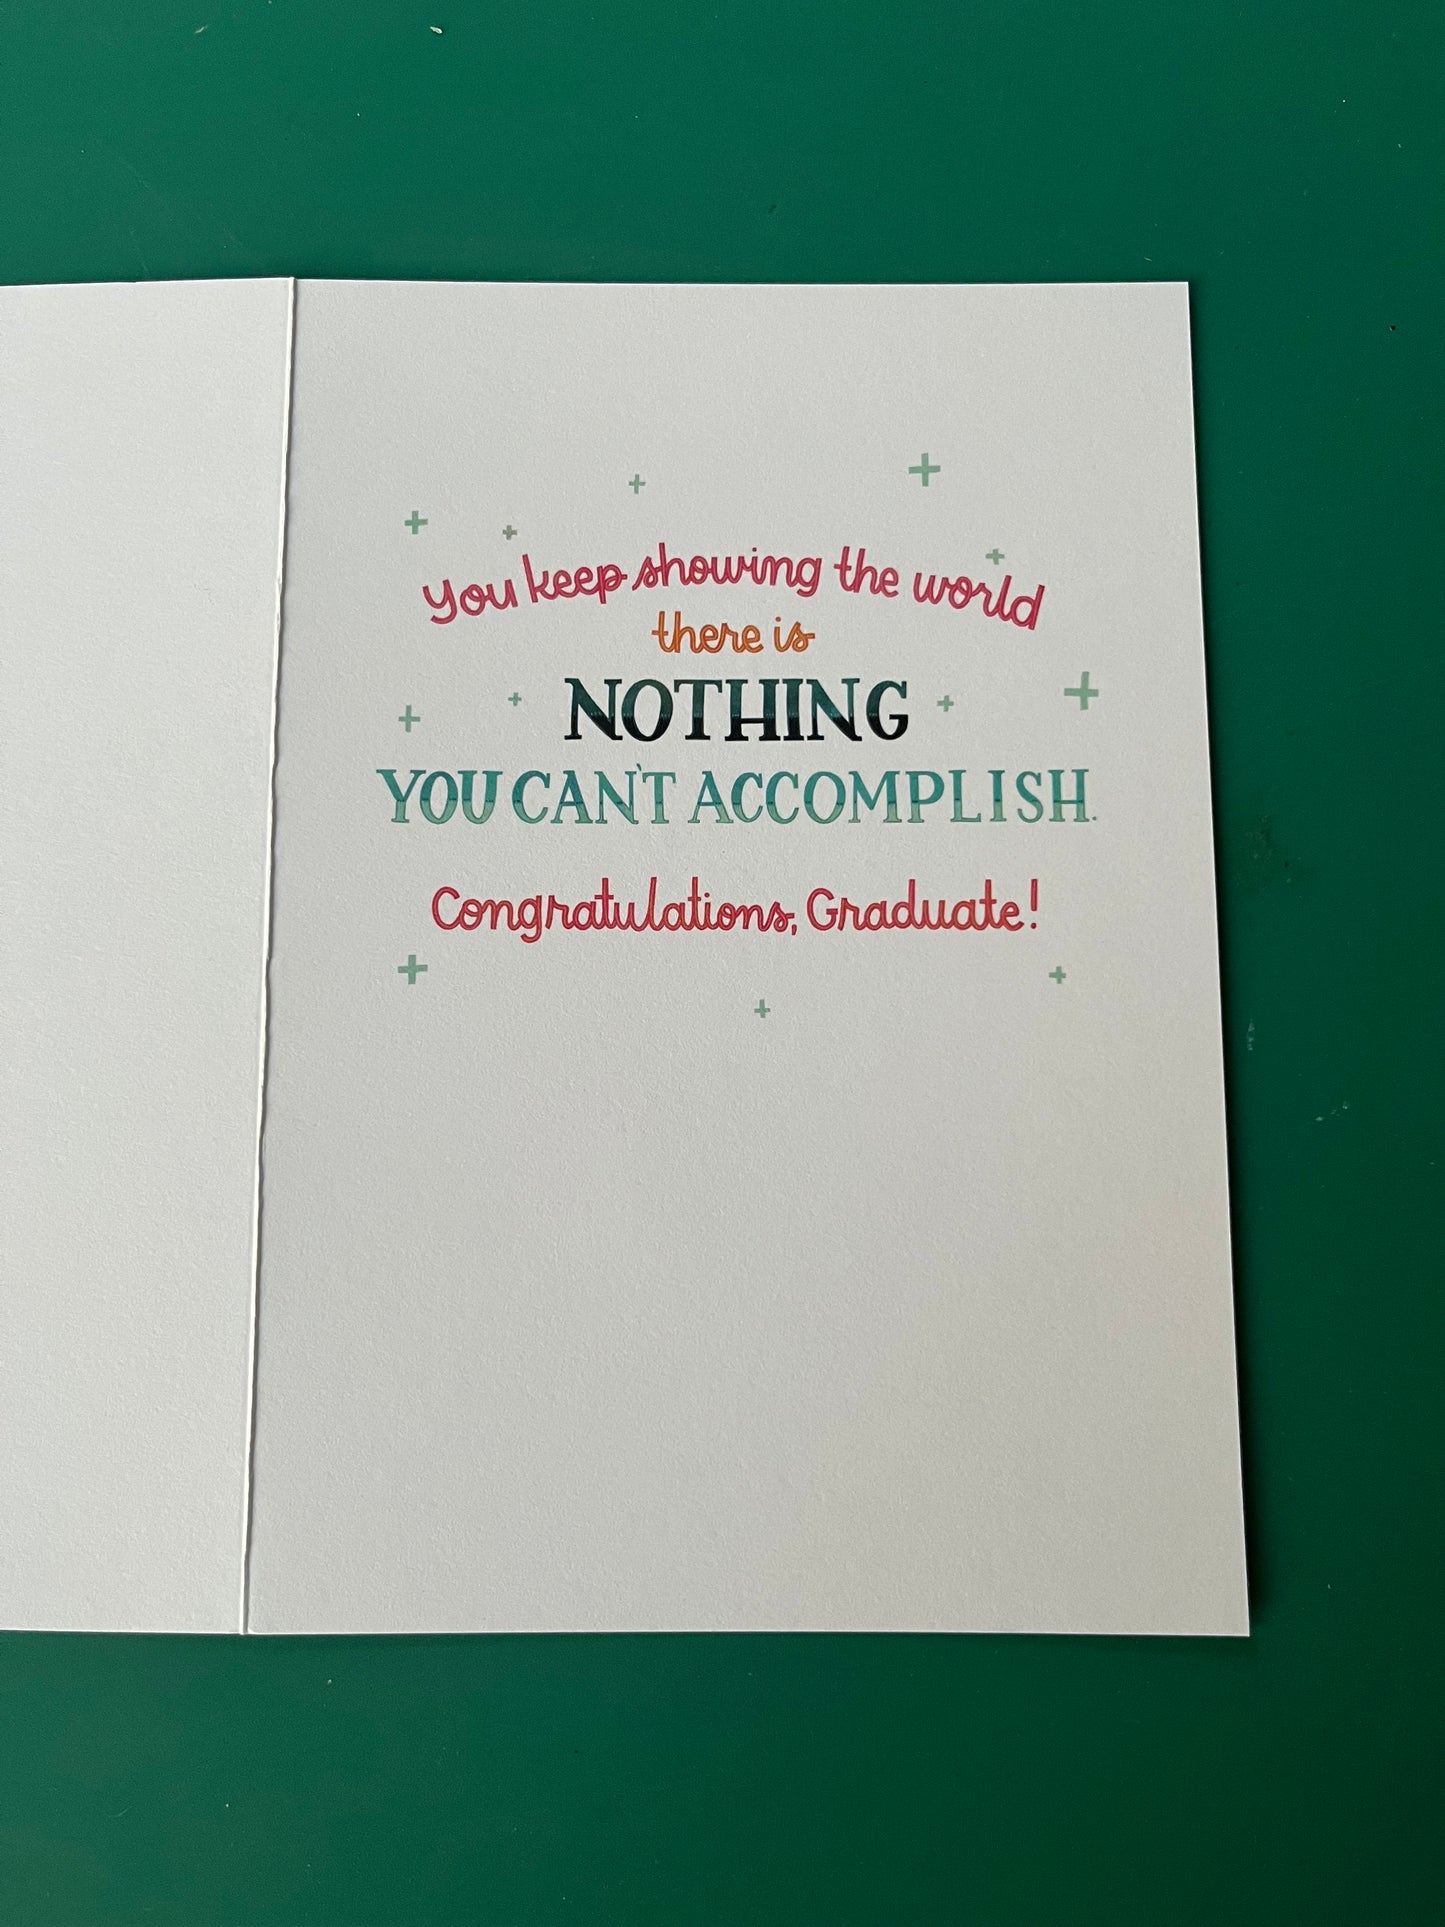 You keep showing the world
there is
NOTHING
YOU CAN'T ACCOMPLISH.
Congratulations, Graduate!